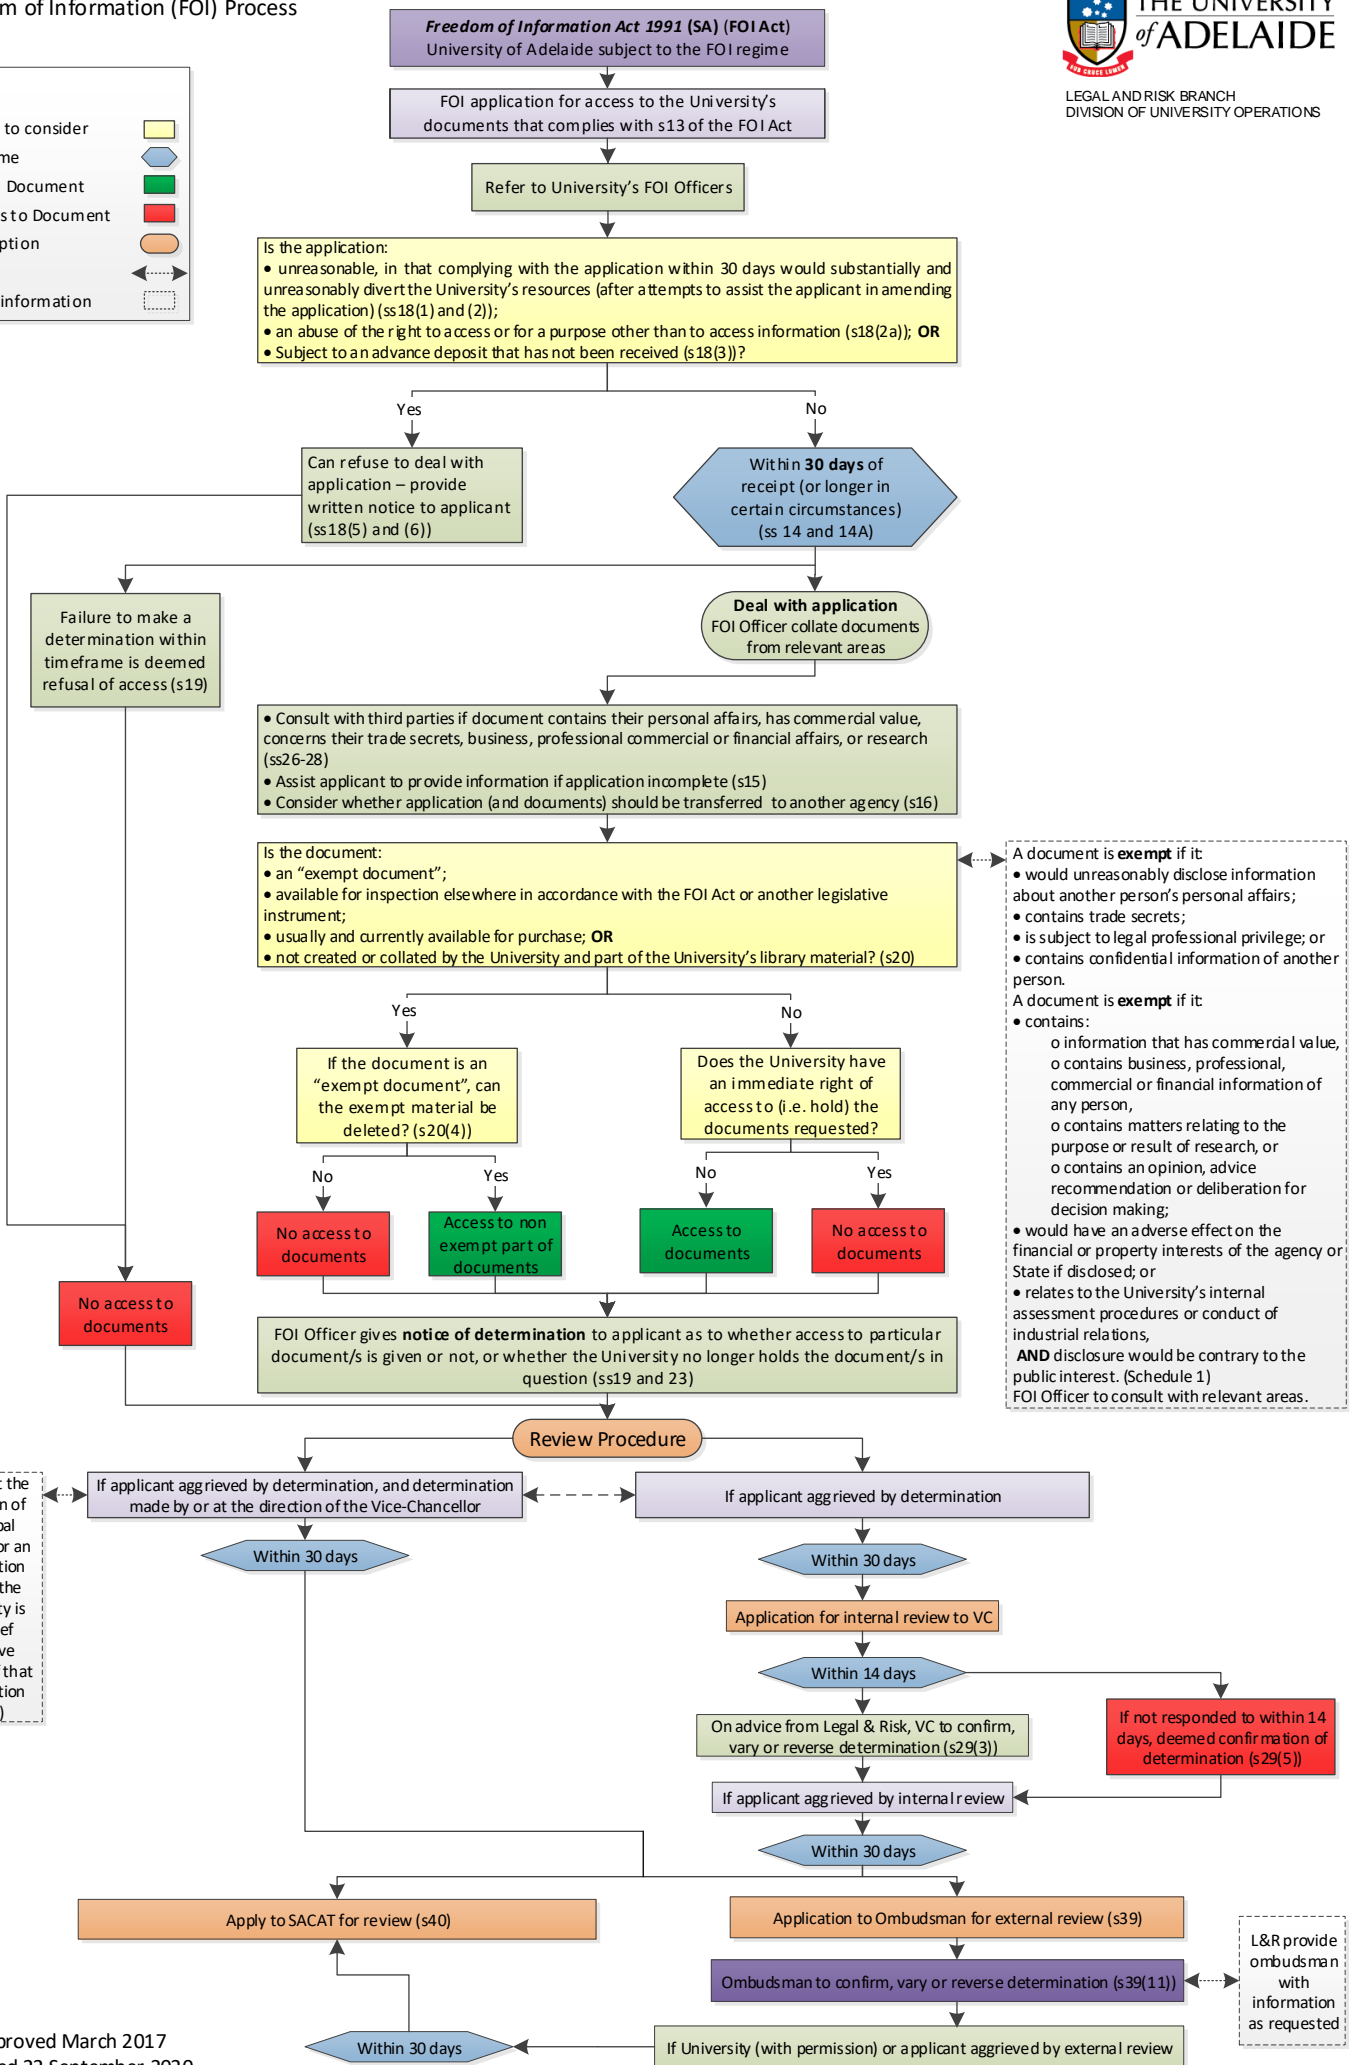 m of Information (FOI) Process
THE UNIVERSITY
of ADELAIDE
SUB CRUCE LUMEN
LEGAL AND RISK BRANCH
DIVISION OF UNIVERSITY OPERATIONS
to consider
me
Document
s to Document
ption
information
Freedom of Information Act 1991 (SA) (FOI Act)
University of Adelaide subject to the FOI regime
FOI application for access to the University's
documents that complies with s13 of the FOI Act
Refer to University's FOI Officers
Is the application:
• unreasonable, in that complying with the application within 30 days would substantially and
unreasonably divert the University's resources (after attempts to assist the applicant in amending
the application) (ss18(1) and (2));
• an abuse of the right to access or for a purpose other than to access information (s18(2a)); OR
• Subject to an advance deposit that has not been received (s18(3))?
Yes
No
Can refuse to deal with
application – provide
written notice to applicant
(ss18(5) and (6))
Within 30 days of
receipt (or longer in
certain circumstances)
(ss 14 and 14A)
Failure to make a
determination within
timeframe is deemed
refusal of access (s19)
Deal with application
FOI Officer collate documents
from relevant areas
• Consult with third parties if document contains their personal affairs, has commercial value,
concerns their trade secrets, business, professional commercial or financial affairs, or research
(ss26-28)
• Assist applicant to provide information if application incomplete (s15)
• Consider whether application (and documents) should be transferred to another agency (s16)
Is the document:
• an "exempt document";
• available for inspection elsewhere in accordance with the FOI Act or another legislative
instrument;
• usually and currently available for purchase; OR
• not created or collated by the University and part of the University's library material? (s20)
A document is exempt if it:
• would unreasonably disclose information
about another person's personal affairs;
• contains trade secrets;
• is subject to legal professional privilege; or
• contains confidential information of another
person.
A document is exempt if it:
• contains:
o information that has commercial value,
o contains business, professional,
commercial or financial information of
any person,
o contains matters relating to the
purpose or result of research, or
o contains an opinion, advice
recommendation or deliberation for
decision making;
• would have an adverse effect on the
financial or property interests of the agency or
State if disclosed; or
• relates to the University's internal
assessment procedures or conduct of
industrial relations,
AND disclosure would be contrary to the
public interest. (Schedule 1)
FOI Officer to consult with relevant areas.
Yes
No
If the document is an
"exempt document", can
the exempt material be
deleted? (s20(4))
Does the University have
an immediate right of
access to (i.e. hold) the
documents requested?
No
Yes
No
Yes
No access to
documents
Access to non
exempt part of
documents
Access to
documents
No access to
documents
No access to
documents
FOI Officer gives notice of determination to applicant as to whether access to particular
document/s is given or not, or whether the University no longer holds the document/s in
question (ss19 and 23)
Review Procedure
t the
n of
pal
or an
tion
the
ty is
ef
ve
f that
tion
)
If applicant aggrieved by determination, and determination
made by or at the direction of the Vice-Chancellor
If applicant aggrieved by determination
Within 30 days
Within 30 days
Application for internal review to VC
Within 14 days
On advice from Legal & Risk, VC to confirm,
vary or reverse determination (s29(3))
If not responded to within 14
days, deemed confirmation of
determination (s29(5))
If applicant aggrieved by internal review
Within 30 days
Apply to SACAT for review (s40)
Application to Ombudsman for external review (s39)
Ombudsman to confirm, vary or reverse determination (s39(11))
L&R provide
ombudsman
with
information
as requested
If University (with permission) or applicant aggrieved by external review
Within 30 days
proved March 2017